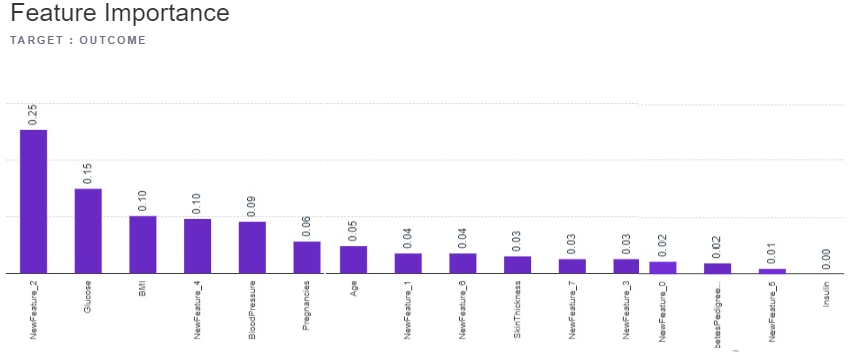 Feature Importance
TARGET : OUTCOME
0.25
0.15
0.10
0.10
0.09
0.06
0.05
0.04
0.04
0.03
0.03
0.03
0.02
0.02
0.01
0.00
NewFeature_2
Glucose
BMI
NewFeature_4
BloodPressure
Pregnancies
Age
NewFeature_1
NewFeature_6
SkinThickness
NewFeature_7
NewFeature_3
NewFeature_0
betesPedigree...
NewFeature_5
Insulin